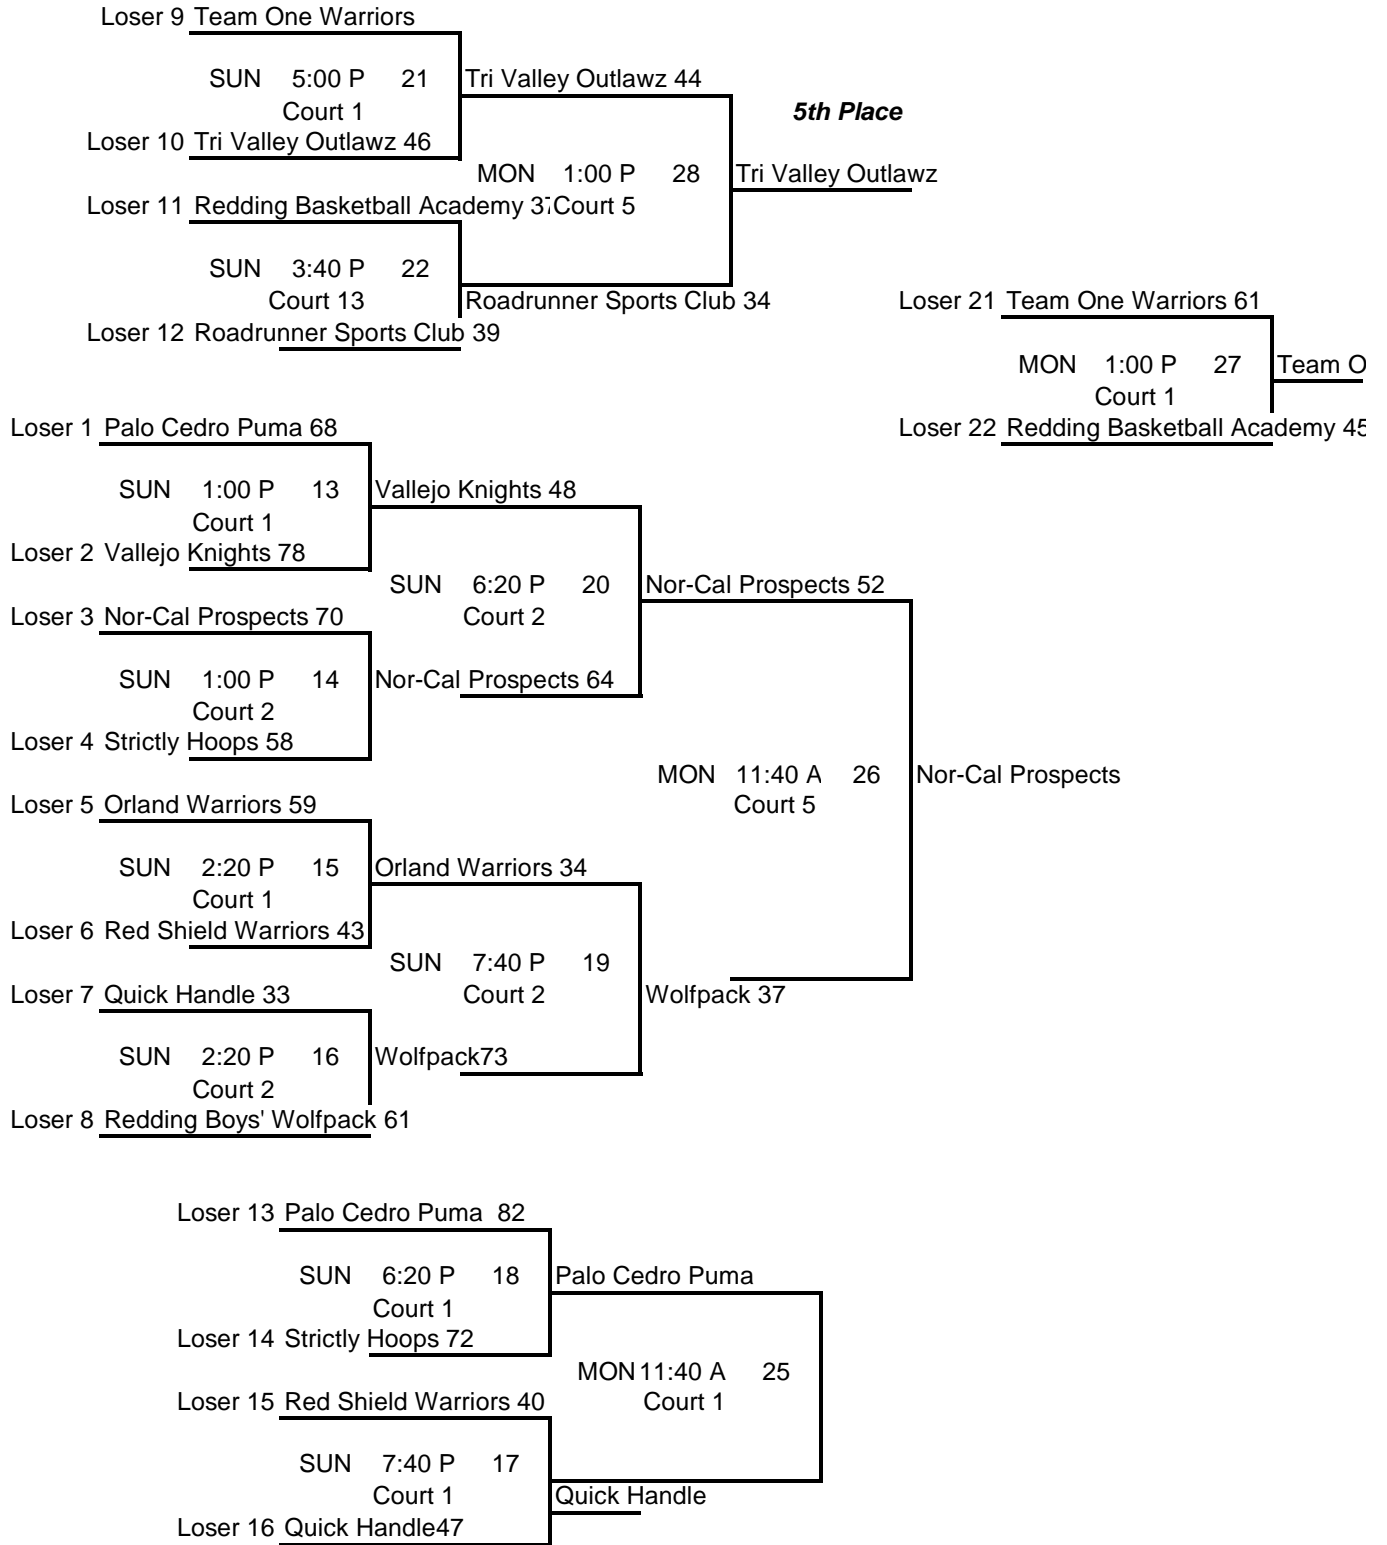 Loser 9 Team One Warriors
SUN 5:00 P 21 Tri Valley Outlawz 44
Court 1 5th Place
Loser 10 Tri Valley Outlawz 46
MON 1:00 P 28 Tri Valley Outlawz
Loser 11 Redding Basketball Academy 37 Court 5
SUN 3:40 P 22
Court 13 Roadrunner Sports Club 34 Loser 21 Team One Warriors 61
Loser 12 Roadrunner Sports Club 39
MON 1:00 P 27 Team O
Court 1
Loser 1 Palo Cedro Puma 68 Loser 22 Redding Basketball Academy 45
SUN 1:00 P 13 Vallejo Knights 48
Court 1
Loser 2 Vallejo Knights 78
SUN 6:20 P 20 Nor-Cal Prospects 52
Loser 3 Nor-Cal Prospects 70 Court 2
SUN 1:00 P 14 Nor-Cal Prospects 64
Court 2
Loser 4 Strictly Hoops 58
MON 11:40 A 26 Nor-Cal Prospects
Loser 5 Orland Warriors 59 Court 5
SUN 2:20 P 15 Orland Warriors 34
Court 1
Loser 6 Red Shield Warriors 43
SUN 7:40 P 19
Loser 7 Quick Handle 33 Court 2 Wolfpack 37
SUN 2:20 P 16 Wolfpack73
Court 2
Loser 8 Redding Boys' Wolfpack 61
Loser 13 Palo Cedro Puma 82
SUN 6:20 P 18 Palo Cedro Puma
Court 1
Loser 14 Strictly Hoops 72
MON 11:40 A 25
Loser 15 Red Shield Warriors 40 Court 1
SUN 7:40 P 17
Court 1 Quick Handle
Loser 16 Quick Handle47